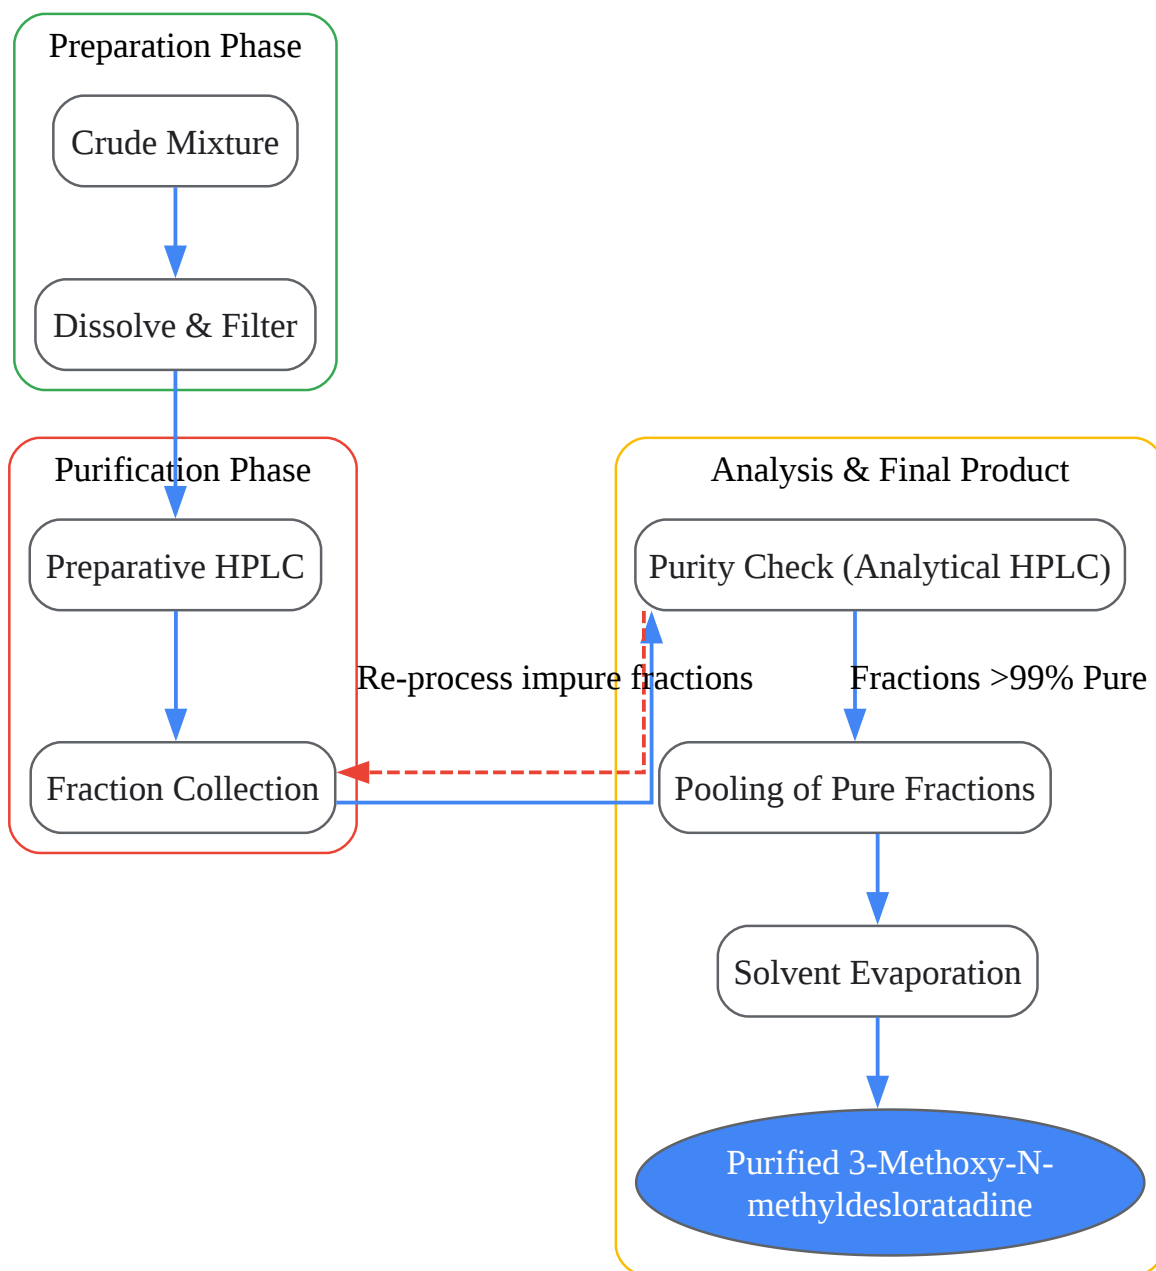 Preparation Phase
Crude Mixture
Dissolve & Filter
Purification Phase
Preparative HPLC
Fraction Collection
Re-process impure fractions
Analysis & Final Product
Purity Check (Analytical HPLC)
Fractions >99% Pure
Pooling of Pure Fractions
Solvent Evaporation
Purified 3-Methoxy-N-
methyldesloratadine